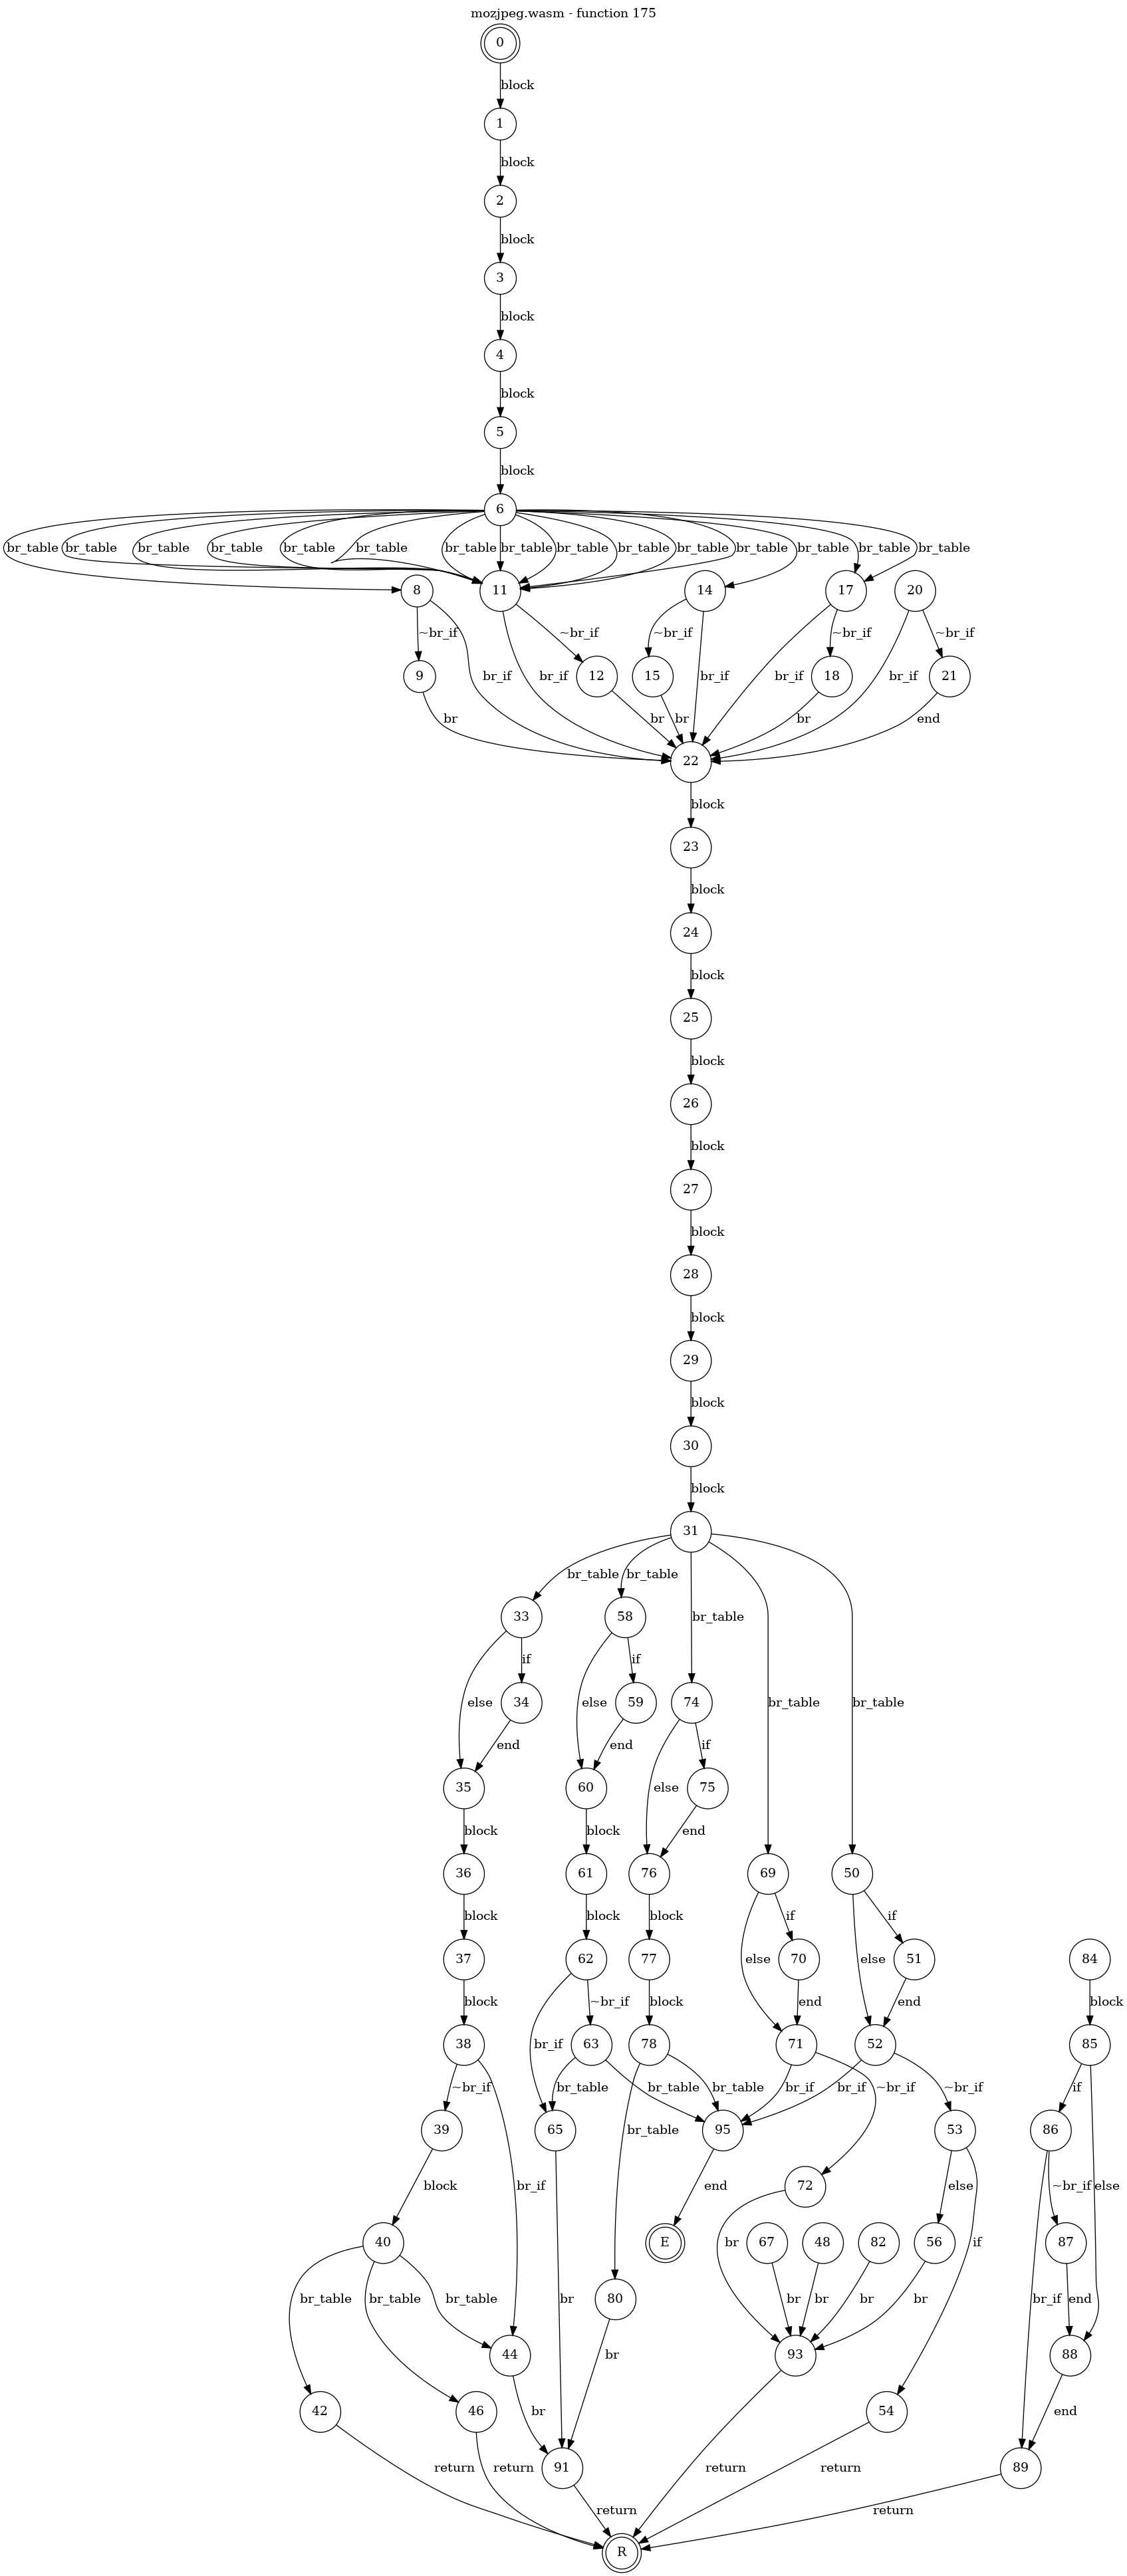 mozjpeg.wasm - function 175
0
block
1
block
2
block
3
block
4
block
5
block
6
br_table br_table br_table br_table br_table br_table br_table br_table br_table br_table br_table br_table br_table br_table br_table
8 11 14 17 20
~br_if ~br_if ~br_if ~br_if ~br_if
br_if br_if br_if br_if br_if
9 12 15 18 21
br br br br end
22
block
23
block
24
block
25
block
26
block
27
block
28
block
29
block
30
block
31
br_table br_table br_table br_table br_table
33 58
if if
else 34 else 59 74
end end if
35 60 else 75
block block end
36 61 76 69 50
block block block if if
37 62 77 else 70 else 51 84
block ~br_if block end end block
38 br_if 63 78 71 52 85
~br_if br_table br_table br_table br_if br_if ~br_if ~br_if if
39 br_if 65 br_table 95 53 86 else
block end 72 else if ~br_if
40 E br 67 48 82 56 87
br_table br_table br_table br 80 br br br br br_if end
44 br 93 88
42 46 br 54 end
return return 91 return return 89
return return
R